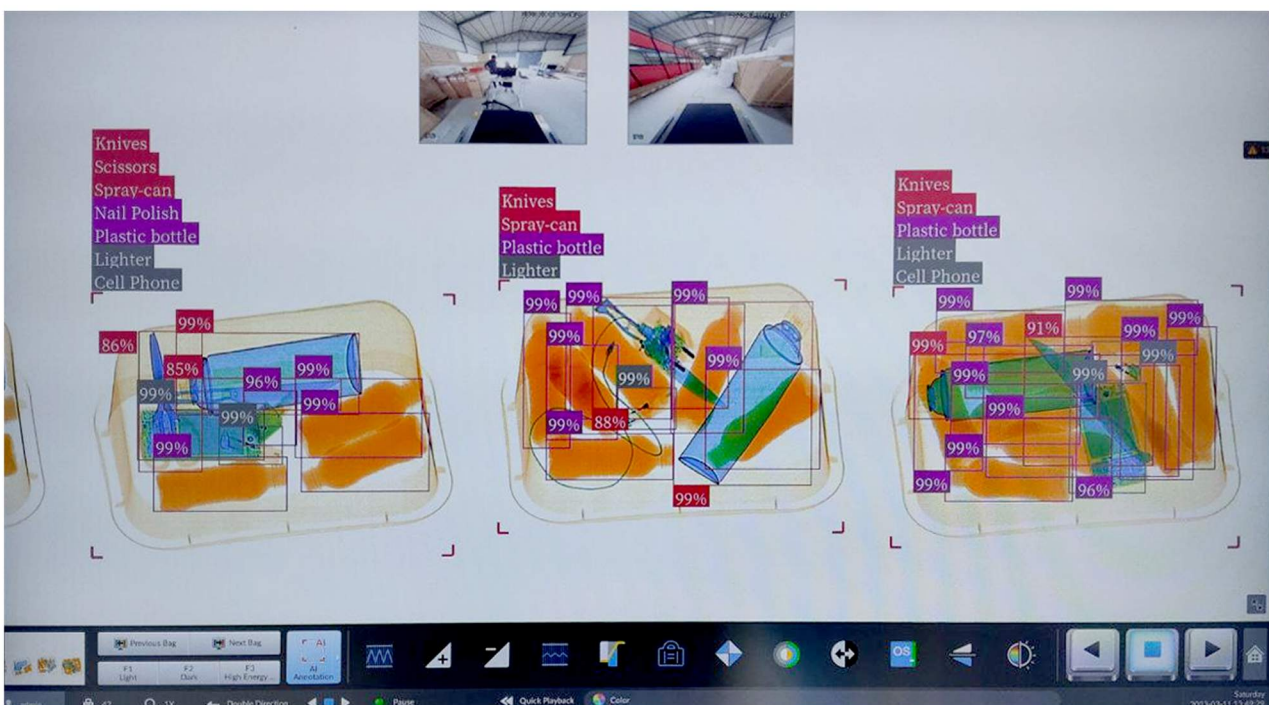 Knives
Scissors
Spray-can
Nail Polish
Plastic bottle
Lighter
Cell Phone
Knives
Spray-can
Plastic bottle
Lighter
Knives
Spray-can
Plastic bottle
Lighter
Cell Phone
99%
86%
85%
96%
99%
99%
99%
99%
99%
99%
99%
99%
99%
99%
99%
99%
88%
99%
99%
99%
99%
97%
91%
99%
99%
99%
99%
99%
99%
99%
99%
96%
Previous Bag
Next Bag
F1
Light
F2
Dark
F3
High Energy...
AI
AI
Annotation
OS
1X
Double Direction
Pause
Quick Playback
Color
Saturday